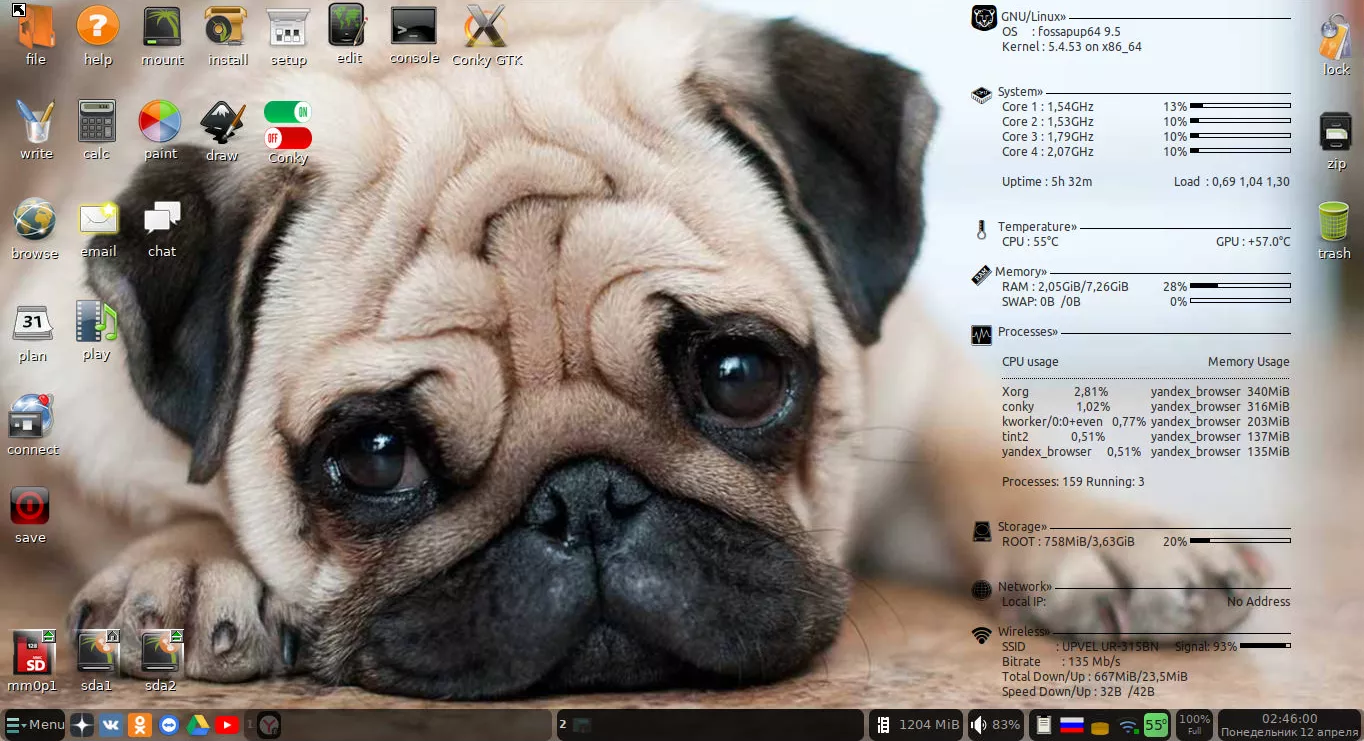 file help mount install setup edit console Conky GTK
write calc paint draw Conky
ON
OFF
browse email chat
31
plan play
connect
save
128
SD
mm0p1 sda1 sda2
GNU/Linux»
OS : fossapup64 9.5
Kernel : 5.4.53 on x86_64
System»
Core 1 : 1,54GHz 13%
Core 2 : 1,53GHz 10%
Core 3 : 1,79GHz 10%
Core 4 : 2,07GHz 10%
Uptime : 5h 32m Load : 0,69 1,04 1,30
Temperature»
CPU : 55°C GPU : +57.0°C
RAM
Memory»
RAM : 2,05GiB/7,26GiB 28%
SWAP: 0B /0B 0%
Processes»
CPU usage Memory Usage
Xorg 2,81% yandex_browser 340MiB
conky 1,02% yandex_browser 316MiB
kworker/0:0+even 0,77% yandex_browser 203MiB
tint2 0,51% yandex_browser 137MiB
yandex_browser 0,51% yandex_browser 135MiB
Processes: 159 Running: 3
Storage»
ROOT : 758MiB/3,63GiB 20%
Network»
Local IP: No Address
Wireless»
SSID : UPVEL UR-315BN Signal: 93%
Bitrate : 135 Mb/s
Total Down/Up : 667MiB/23,5MiB
Speed Down/Up : 32B /42B
lock
zip
trash
Menu 1 2 1204 MiB 83% 55° 100%
Full
02:46:00
Понедельник 12 апреля